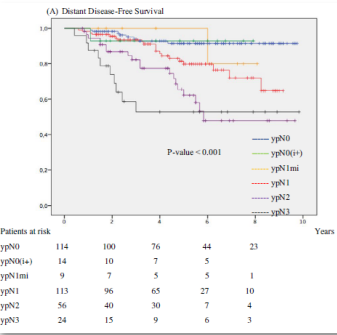 (A) Distant Disease-Free Survival
1,0
0,8
0,6
0,4
0,2
0,0
P-value < 0.001
ypN0
ypN0(i+)
ypN1mi
ypN1
ypN2
ypN3
0 2 4 6 8 10
Patients at risk Years
ypN0 114 100 76 44 23
ypN0(i+) 14 10 7 5
ypN1mi 9 7 5 5 1
ypN1 113 96 65 27 10
ypN2 56 40 30 7 4
ypN3 24 15 9 6 3